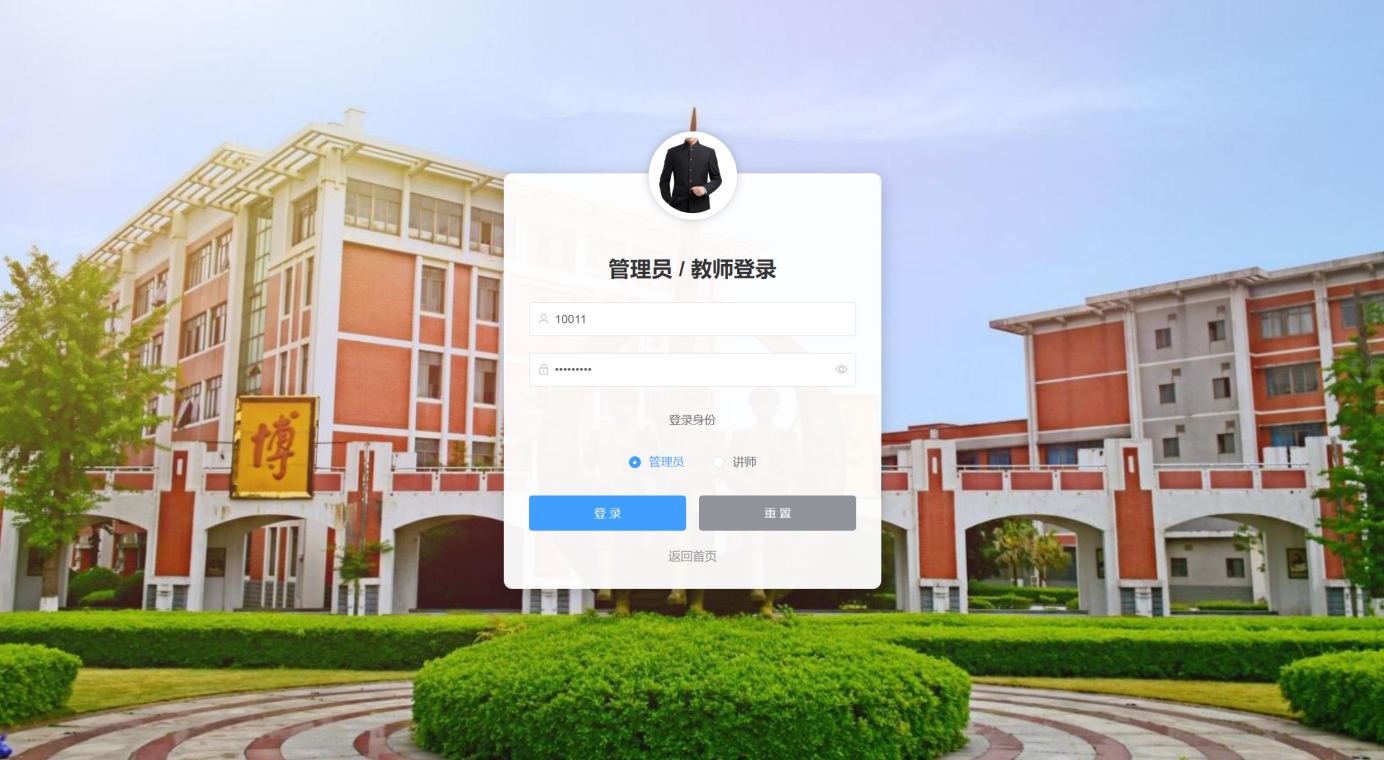 管理员 / 教师登录
10011
•••••••••
登录身份
管理员 讲师
登 录 重 置
返回首页
博